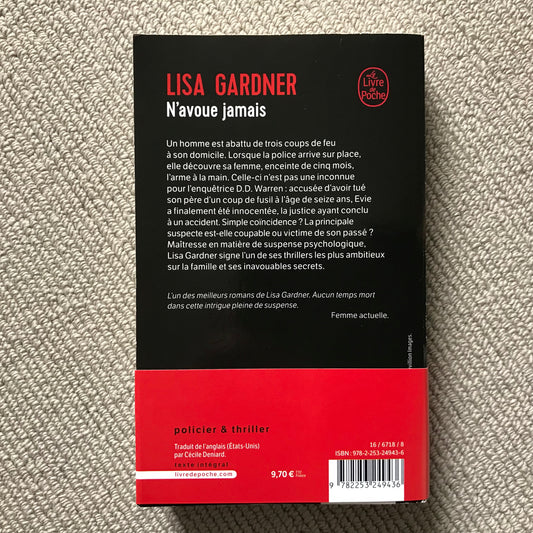 LISA GARDNER
N'avoue jamais
Le
Livre
de
Poche
Un homme est abattu de trois coups de feu
à son domicile. Lorsque la police arrive sur place,
elle découvre sa femme, enceinte de cinq mois,
l'arme à la main. Celle-ci n'est pas une inconnue
pour l'enquêtrice D.D. Warren : accusée d'avoir tué
son père d'un coup de fusil à l'âge de seize ans, Evie
a finalement été innocentée, la justice ayant conclu
à un accident. Simple coïncidence ? La principale
suspecte est-elle coupable ou victime de son passé ?
Maîtresse en matière de suspense psychologique,
Lisa Gardner signe l'un de ses thrillers les plus ambitieux
sur la famille et ses inavouables secrets.
L'un des meilleurs romans de Lisa Gardner. Aucun temps mort
dans cette intrigue pleine de suspense.
Femme actuelle.
images.
policier & thriller
Traduit de l'anglais (États-Unis)
par Cécile Deniard.
texte intégral
livredepoche.com
9,70 €
16 / 6718 / 8
ISBN : 978-2-253-24943-6
9 782253 249436